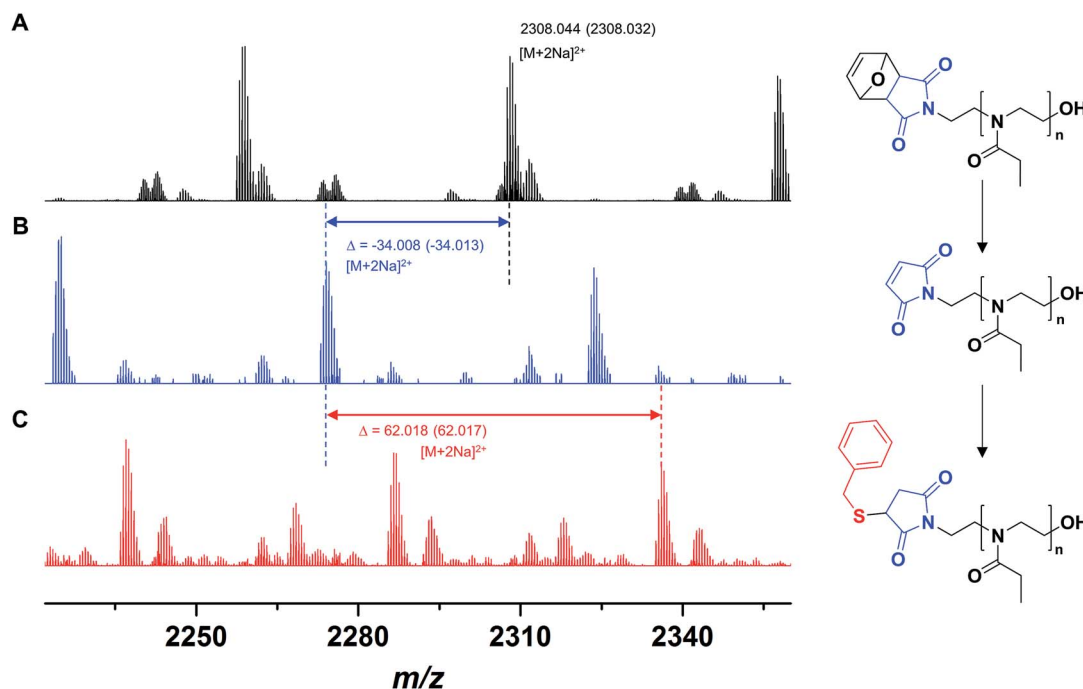 A
2308.044 (2308.032)
[M+2Na]²⁺
O
O
N
O
N
OH
n
O
B
Δ = -34.008 (-34.013)
[M+2Na]²⁺
O
N
O
N
OH
n
O
C
Δ = 62.018 (62.017)
[M+2Na]²⁺
S
O
N
O
N
OH
n
O
2250 2280 2310 2340
m/z